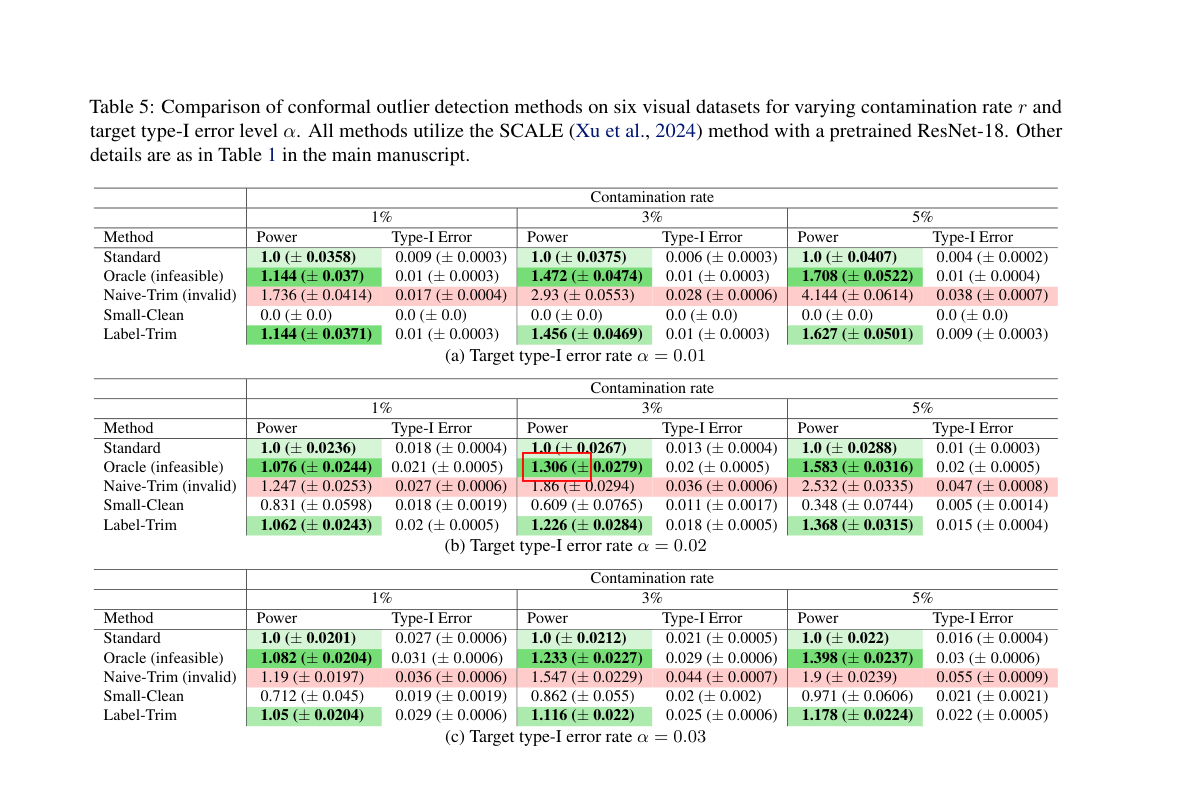 Table 5: Comparison of conformal outlier detection methods on six visual datasets for varying contamination rate r and
target type-I error level α. All methods utilize the SCALE (Xu et al., 2024) method with a pretrained ResNet-18. Other
details are as in Table 1 in the main manuscript.
Contamination rate
1% 3% 5%
Method Power Type-I Error Power Type-I Error Power Type-I Error
Standard 1.0 (± 0.0358) 0.009 (± 0.0003) 1.0 (± 0.0375) 0.006 (± 0.0003) 1.0 (± 0.0407) 0.004 (± 0.0002)
Oracle (infeasible) 1.144 (± 0.037) 0.01 (± 0.0003) 1.472 (± 0.0474) 0.01 (± 0.0003) 1.708 (± 0.0522) 0.01 (± 0.0004)
Naive-Trim (invalid) 1.736 (± 0.0414) 0.017 (± 0.0004) 2.93 (± 0.0553) 0.028 (± 0.0006) 4.144 (± 0.0614) 0.038 (± 0.0007)
Small-Clean 0.0 (± 0.0) 0.0 (± 0.0) 0.0 (± 0.0) 0.0 (± 0.0) 0.0 (± 0.0) 0.0 (± 0.0)
Label-Trim 1.144 (± 0.0371) 0.01 (± 0.0003) 1.456 (± 0.0469) 0.01 (± 0.0003) 1.627 (± 0.0501) 0.009 (± 0.0003)
(a) Target type-I error rate α = 0.01
Contamination rate
1% 3% 5%
Method Power Type-I Error Power Type-I Error Power Type-I Error
Standard 1.0 (± 0.0236) 0.018 (± 0.0004) 1.0 (± 0.0267) 0.013 (± 0.0004) 1.0 (± 0.0288) 0.01 (± 0.0003)
Oracle (infeasible) 1.076 (± 0.0244) 0.021 (± 0.0005) 1.306 (± 0.0279) 0.02 (± 0.0005) 1.583 (± 0.0316) 0.02 (± 0.0005)
Naive-Trim (invalid) 1.247 (± 0.0253) 0.027 (± 0.0006) 1.86 (± 0.0294) 0.036 (± 0.0006) 2.532 (± 0.0335) 0.047 (± 0.0008)
Small-Clean 0.831 (± 0.0598) 0.018 (± 0.0019) 0.609 (± 0.0765) 0.011 (± 0.0017) 0.348 (± 0.0744) 0.005 (± 0.0014)
Label-Trim 1.062 (± 0.0243) 0.02 (± 0.0005) 1.226 (± 0.0284) 0.018 (± 0.0005) 1.368 (± 0.0315) 0.015 (± 0.0004)
(b) Target type-I error rate α = 0.02
Contamination rate
1% 3% 5%
Method Power Type-I Error Power Type-I Error Power Type-I Error
Standard 1.0 (± 0.0201) 0.027 (± 0.0006) 1.0 (± 0.0212) 0.021 (± 0.0005) 1.0 (± 0.022) 0.016 (± 0.0004)
Oracle (infeasible) 1.082 (± 0.0204) 0.031 (± 0.0006) 1.233 (± 0.0227) 0.029 (± 0.0006) 1.398 (± 0.0237) 0.03 (± 0.0006)
Naive-Trim (invalid) 1.19 (± 0.0197) 0.036 (± 0.0006) 1.547 (± 0.0229) 0.044 (± 0.0007) 1.9 (± 0.0239) 0.055 (± 0.0009)
Small-Clean 0.712 (± 0.045) 0.019 (± 0.0019) 0.862 (± 0.055) 0.02 (± 0.002) 0.971 (± 0.0606) 0.021 (± 0.0021)
Label-Trim 1.05 (± 0.0204) 0.029 (± 0.0006) 1.116 (± 0.022) 0.025 (± 0.0006) 1.178 (± 0.0224) 0.022 (± 0.0005)
(c) Target type-I error rate α = 0.03